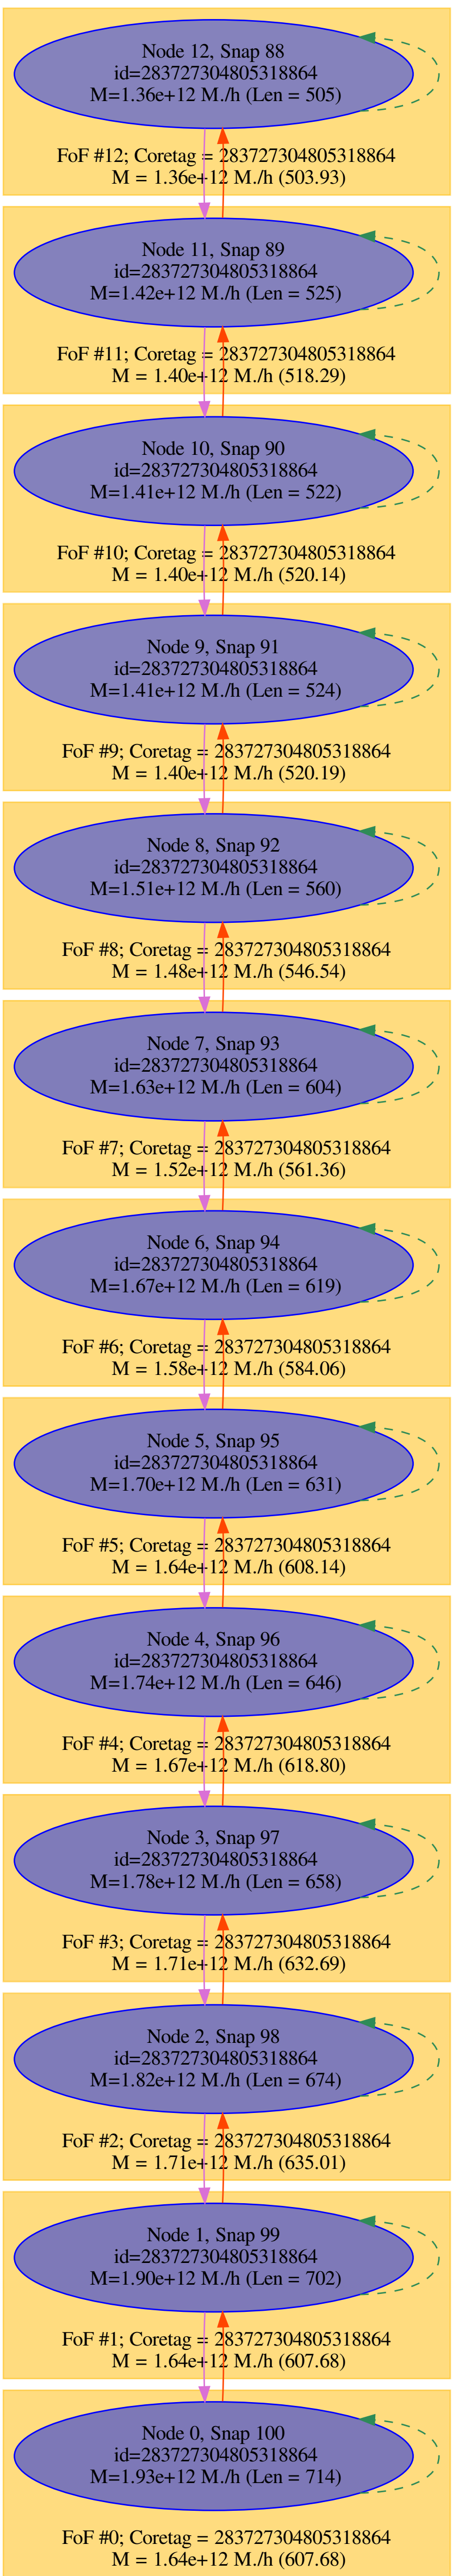 Node 12, Snap 88
id=283727304805318864
M=1.36e+12 M./h (Len = 505)
FoF #12; Coretag = 283727304805318864
M = 1.36e+12 M./h (503.93)
Node 11, Snap 89
id=283727304805318864
M=1.42e+12 M./h (Len = 525)
FoF #11; Coretag = 283727304805318864
M = 1.40e+12 M./h (518.29)
Node 10, Snap 90
id=283727304805318864
M=1.41e+12 M./h (Len = 522)
FoF #10; Coretag = 283727304805318864
M = 1.40e+12 M./h (520.14)
Node 9, Snap 91
id=283727304805318864
M=1.41e+12 M./h (Len = 524)
FoF #9; Coretag = 283727304805318864
M = 1.40e+12 M./h (520.19)
Node 8, Snap 92
id=283727304805318864
M=1.51e+12 M./h (Len = 560)
FoF #8; Coretag = 283727304805318864
M = 1.48e+12 M./h (546.54)
Node 7, Snap 93
id=283727304805318864
M=1.63e+12 M./h (Len = 604)
FoF #7; Coretag = 283727304805318864
M = 1.52e+12 M./h (561.36)
Node 6, Snap 94
id=283727304805318864
M=1.67e+12 M./h (Len = 619)
FoF #6; Coretag = 283727304805318864
M = 1.58e+12 M./h (584.06)
Node 5, Snap 95
id=283727304805318864
M=1.70e+12 M./h (Len = 631)
FoF #5; Coretag = 283727304805318864
M = 1.64e+12 M./h (608.14)
Node 4, Snap 96
id=283727304805318864
M=1.74e+12 M./h (Len = 646)
FoF #4; Coretag = 283727304805318864
M = 1.67e+12 M./h (618.80)
Node 3, Snap 97
id=283727304805318864
M=1.78e+12 M./h (Len = 658)
FoF #3; Coretag = 283727304805318864
M = 1.71e+12 M./h (632.69)
Node 2, Snap 98
id=283727304805318864
M=1.82e+12 M./h (Len = 674)
FoF #2; Coretag = 283727304805318864
M = 1.71e+12 M./h (635.01)
Node 1, Snap 99
id=283727304805318864
M=1.90e+12 M./h (Len = 702)
FoF #1; Coretag = 283727304805318864
M = 1.64e+12 M./h (607.68)
Node 0, Snap 100
id=283727304805318864
M=1.93e+12 M./h (Len = 714)
FoF #0; Coretag = 283727304805318864
M = 1.64e+12 M./h (607.68)